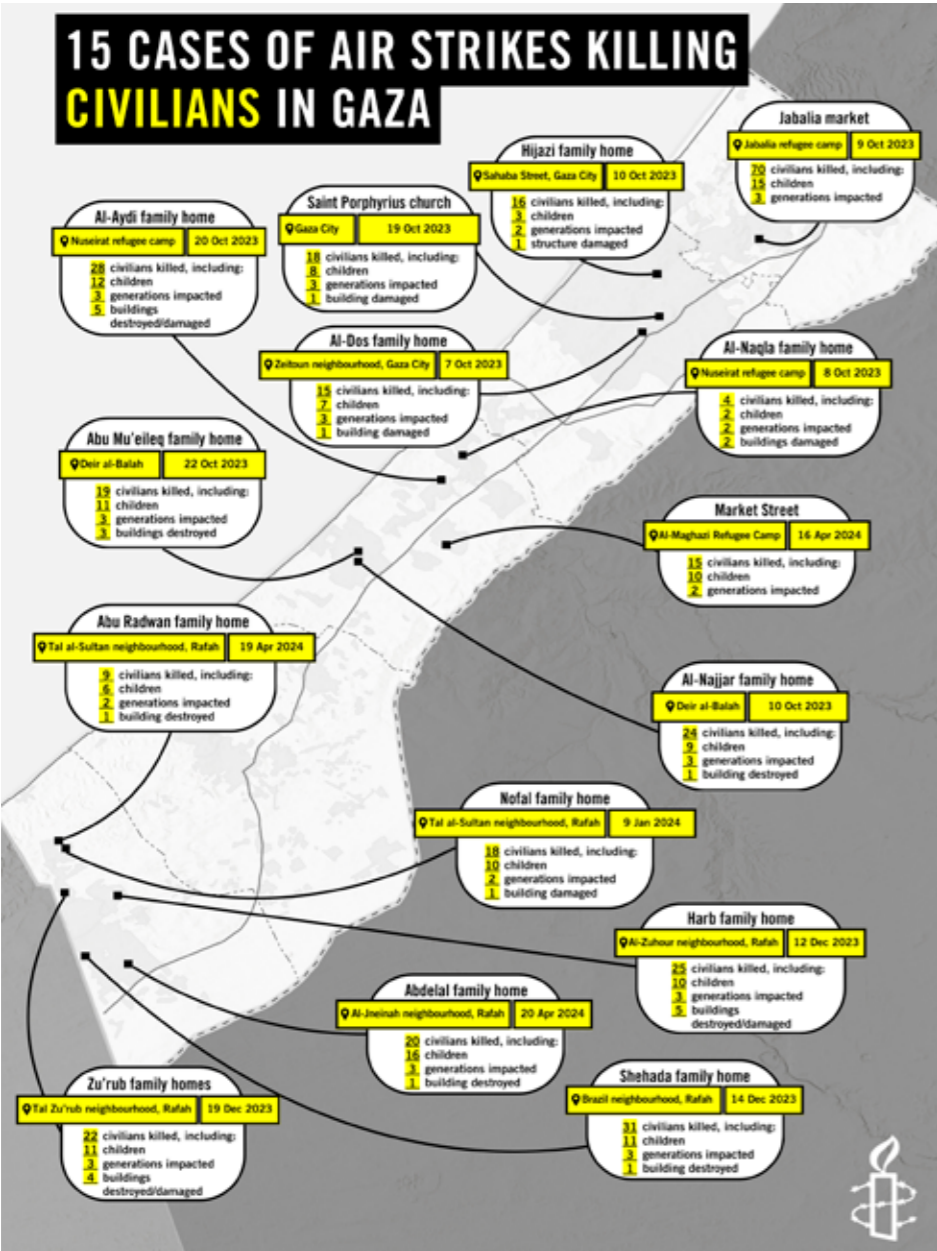 15 CASES OF AIR STRIKES KILLING
CIVILIANS IN GAZA
Jabalia market
Jabalia refugee camp 9 Oct 2023
70 civilians killed, including:
15 children
3 generations impacted
Hijazi family home
Sahaba Street, Gaza City 10 Oct 2023
16 civilians killed, including:
3 children
2 generations impacted
1 structure damaged
Saint Porphyrius church
Gaza City 19 Oct 2023
18 civilians killed, including:
8 children
3 generations impacted
1 building damaged
Al-Aydi family home
Nuseirat refugee camp 20 Oct 2023
28 civilians killed, including:
12 children
3 generations impacted
5 buildings
destroyed/damaged
Al-Dos family home
Zeitoun neighbourhood, Gaza City 7 Oct 2023
15 civilians killed, including:
7 children
3 generations impacted
1 building damaged
Al-Naqla family home
Nuseirat refugee camp 8 Oct 2023
4 civilians killed, including:
2 children
2 generations impacted
2 buildings damaged
Abu Mu'eileq family home
Deir al-Balah 22 Oct 2023
19 civilians killed, including:
11 children
3 generations impacted
3 buildings destroyed
Market Street
Al-Maghazi Refugee Camp 16 Apr 2024
15 civilians killed, including:
10 children
2 generations impacted
Abu Radwan family home
Tal al-Sultan neighbourhood, Rafah 19 Apr 2024
9 civilians killed, including:
6 children
2 generations impacted
1 building destroyed
Al-Najjar family home
Deir al-Balah 10 Oct 2023
24 civilians killed, including:
9 children
3 generations impacted
1 building destroyed
Nofal family home
Tal al-Sultan neighbourhood, Rafah 9 Jan 2024
18 civilians killed, including:
10 children
2 generations impacted
1 building damaged
Harb family home
Al-Zuhour neighbourhood, Rafah 12 Dec 2023
25 civilians killed, including:
10 children
3 generations impacted
5 buildings
destroyed/damaged
Abdelal family home
Al-Jneinah neighbourhood, Rafah 20 Apr 2024
20 civilians killed, including:
16 children
3 generations impacted
1 building destroyed
Zu'rub family homes
Tal Zu'rub neighbourhood, Rafah 19 Dec 2023
22 civilians killed, including:
11 children
3 generations impacted
4 buildings
destroyed/damaged
Shehada family home
Brazil neighbourhood, Rafah 14 Dec 2023
31 civilians killed, including:
11 children
3 generations impacted
1 building destroyed